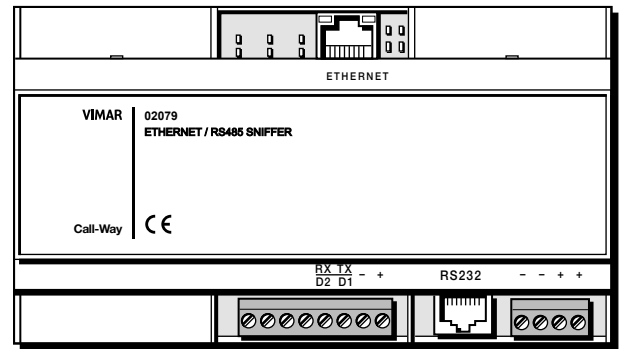 ETHERNET
VIMAR 02079
ETHERNET / RS485 SNIFFER
Call-Way CE
RX TX - + RS232 - - + +
D2 D1